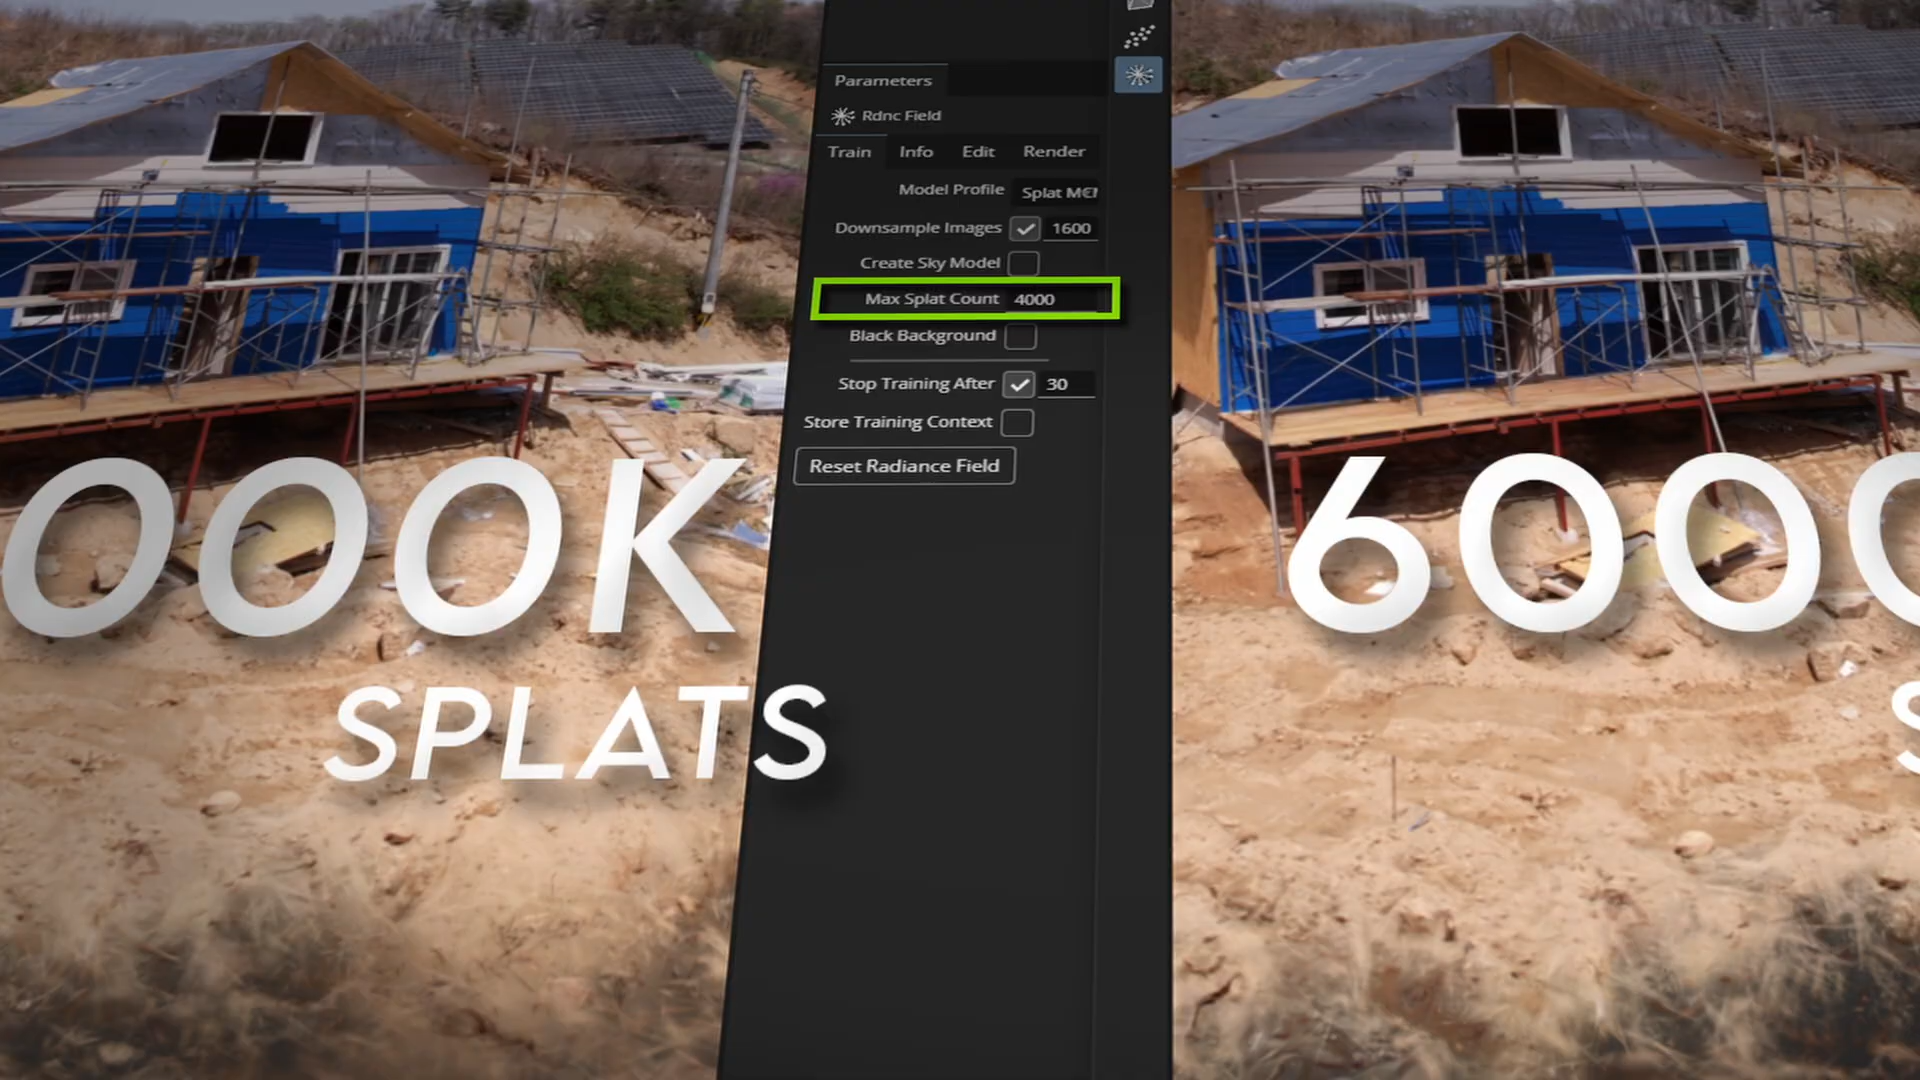 Parameters
Rdnc Field
Train Info Edit Render
Model Profile
Splat
Downsample Images 1600
Create Sky Model
Max Splat Count 4000
Black Background
Stop Training After 30
Store Training Context
Reset Radiance Field
000K
SPLATS
6000
S